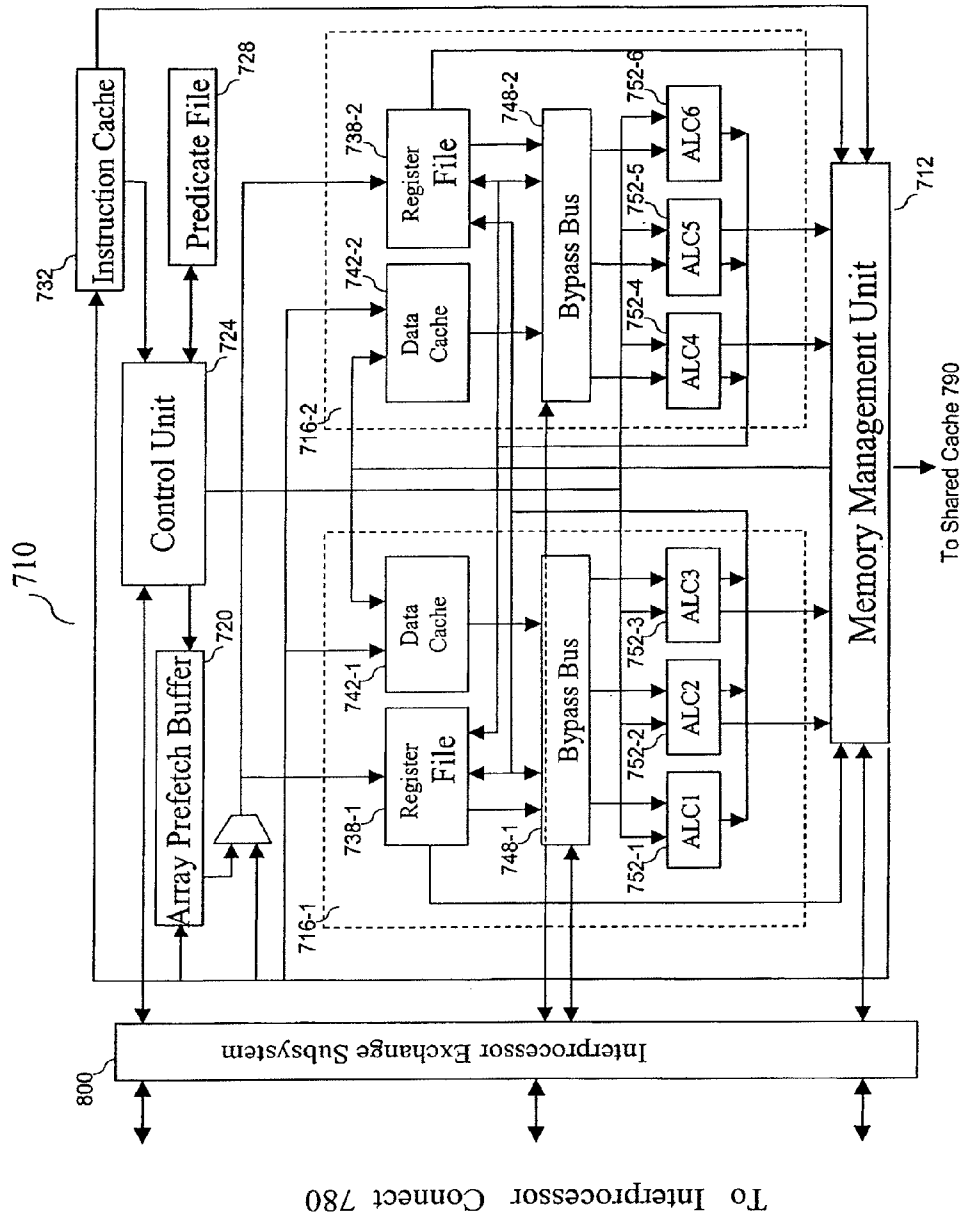 710
732
Instruction Cache
Predicate File
728
724
Control Unit
720
Array Prefetch Buffer
738-1
Register
File
742-1
Data
Cache
716-1
748-1
Bypass Bus
752-1
ALC1
752-2
ALC2
752-3
ALC3
738-2
Register
File
742-2
Data
Cache
716-2
748-2
Bypass Bus
752-4
ALC4
752-5
ALC5
752-6
ALC6
712
Memory Management Unit
To Shared Cache 790
800
Interprocessor Exchange Subsystem
To Interprocessor
Connect 780